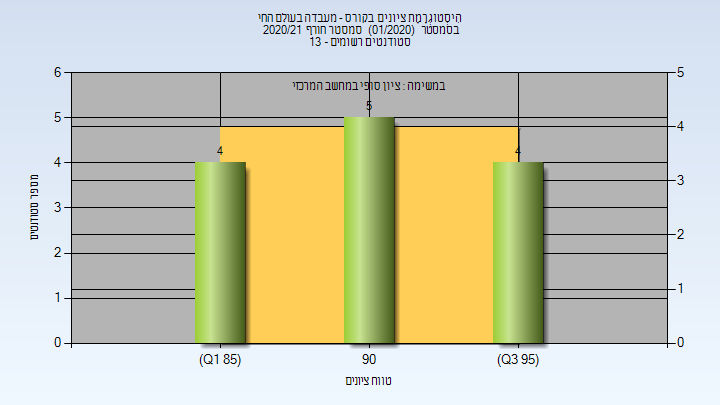 היסטוגרמת ציונים בקורס - מעבדה בעולם החי
בסמסטר (01/2020) סמסטר חורף 2020/21
סטודנטים רשומים - 13
במשימה : ציון סופי במחשב המרכזי
6
5
4
3
2
1
0
מספר סטודנטים
5
4
3
2
1
0
4
5
4
(Q1 85)
90
(Q3 95)
טווח ציונים